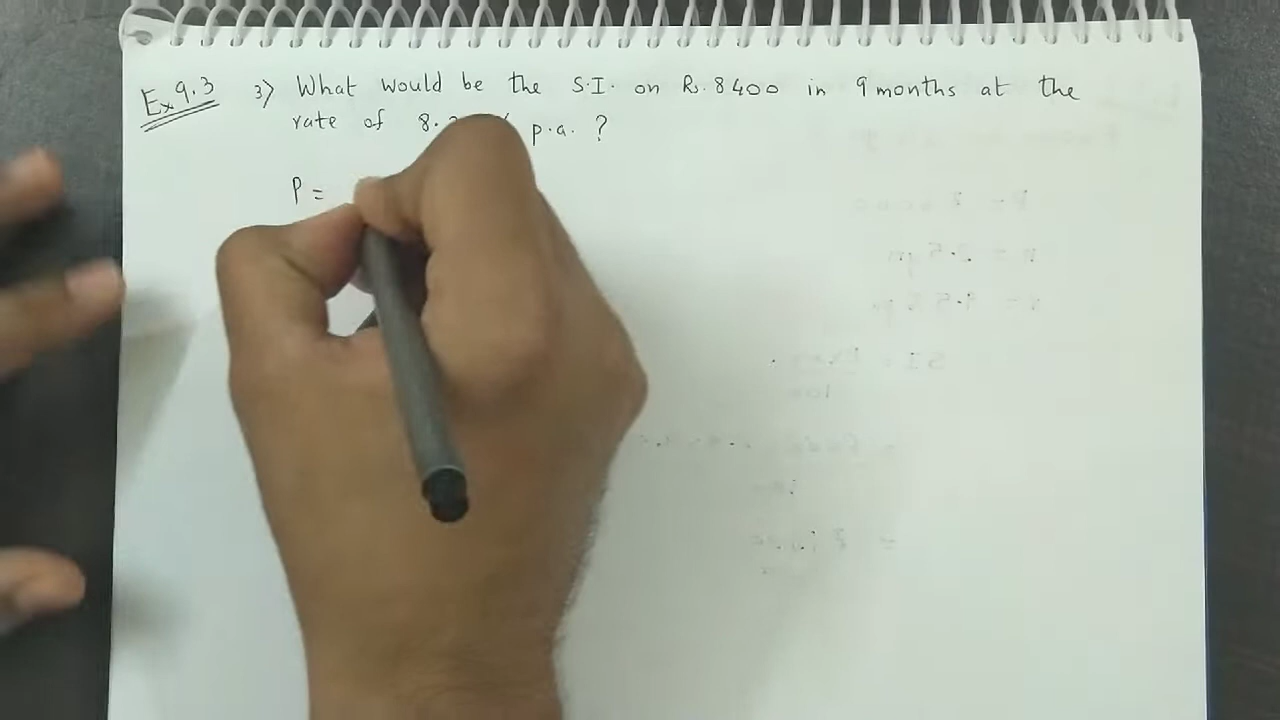 Ex 9.3 3) What would be the S.I. on Rs. 8400 in 9 months at the
rate of 8. p.a. ?
P =